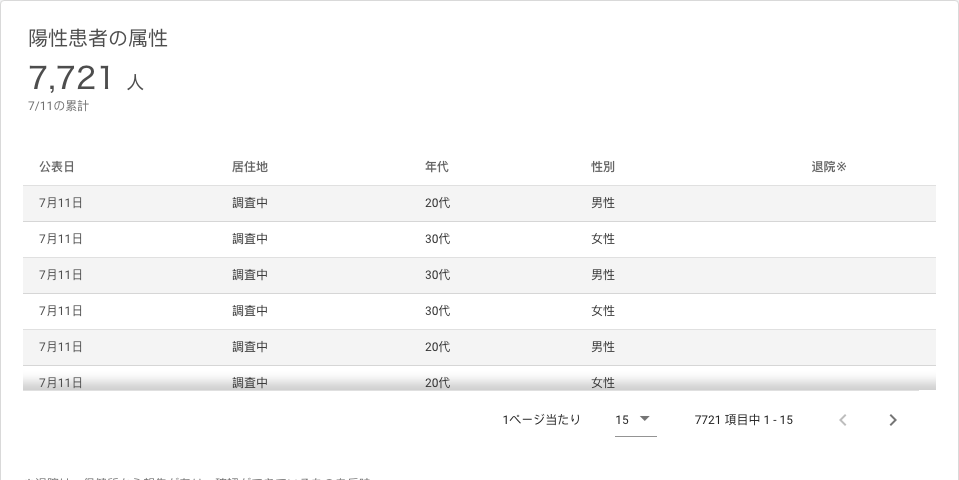 陽性患者の属性
7,721 人
7/11の累計
公表日 居住地 年代 性別 退院※
7月11日 調査中 20代 男性
7月11日 調査中 30代 女性
7月11日 調査中 30代 男性
7月11日 調査中 30代 女性
7月11日 調査中 20代 男性
7月11日 調査中 20代 女性
1ページ当たり 15 7721 項目中 1 - 15